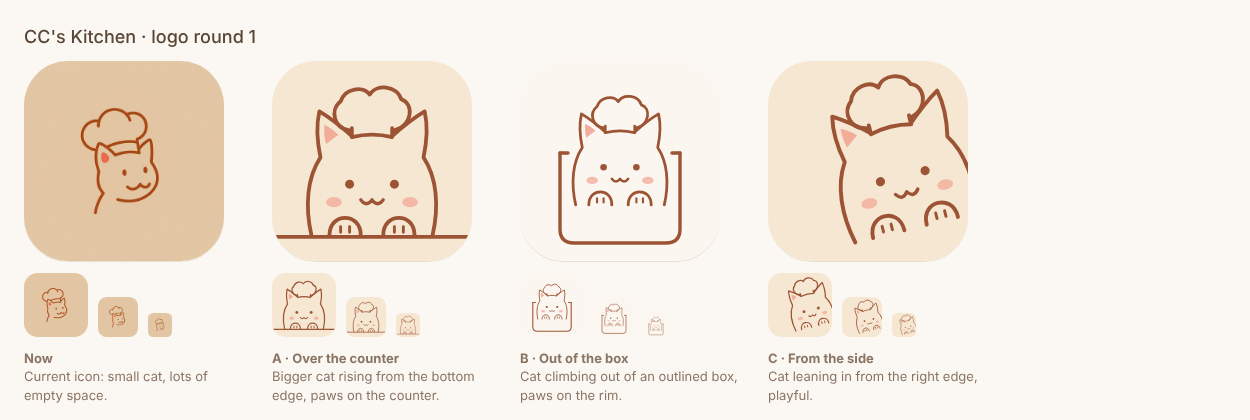 CC's Kitchen · logo round 1
Now
Current icon: small cat, lots of
empty space.
A · Over the counter
Bigger cat rising from the bottom
edge, paws on the counter.
B · Out of the box
Cat climbing out of an outlined box,
paws on the rim.
C · From the side
Cat leaning in from the right edge,
playful.